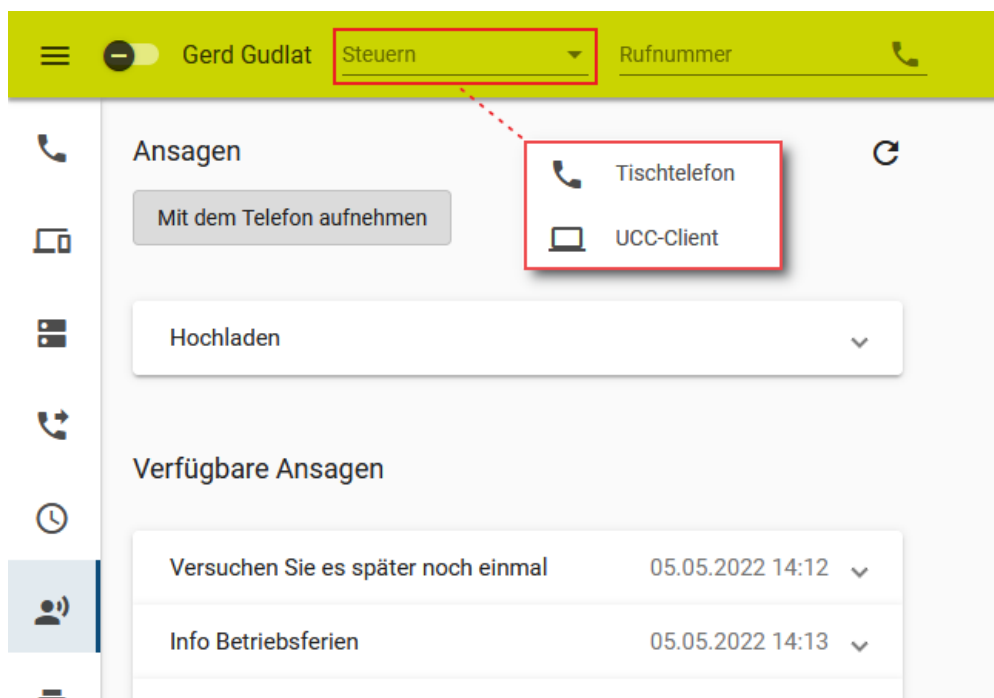 Gerd Gudlat Steuern Rufnummer
Ansagen
Tischtelefon
Mit dem Telefon aufnehmen
UCC-Client
Hochladen
Verfügbare Ansagen
Versuchen Sie es später noch einmal 05.05.2022 14:12
Info Betriebsferien 05.05.2022 14:13